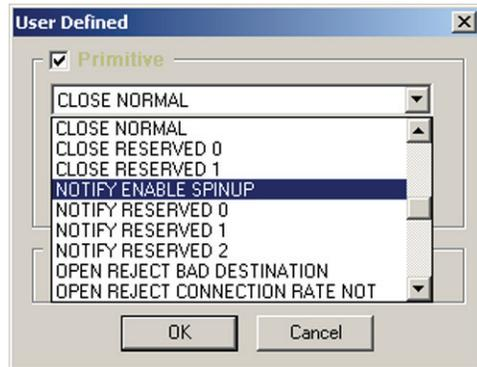 User Defined
Primitive
CLOSE NORMAL
CLOSE NORMAL
CLOSE RESERVED 0
CLOSE RESERVED 1
NOTIFY ENABLE SPINUP
NOTIFY RESERVED 0
NOTIFY RESERVED 1
NOTIFY RESERVED 2
OPEN REJECT BAD DESTINATION
OPEN REJECT CONNECTION RATE NOT
OK
Cancel